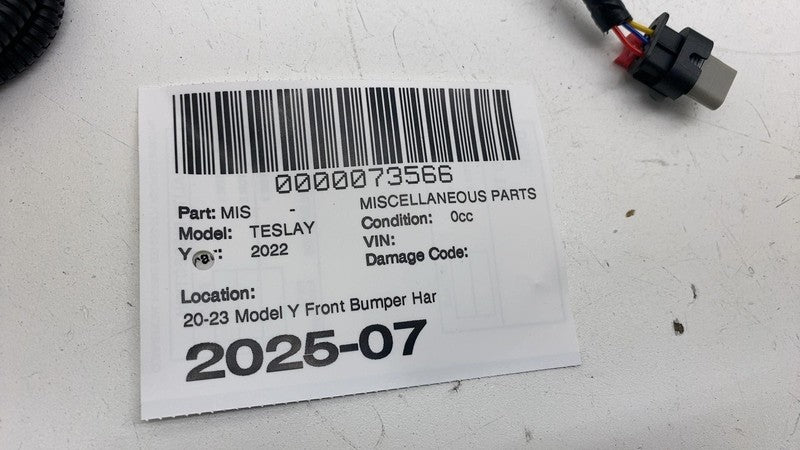 0000073566
Part: MIS - MISCELLANEOUS PARTS
Model: TESLAY Condition: 0cc
Year: 2022 VIN:
Damage Code:
Location:
20-23 Model Y Front Bumper Har
2025-07